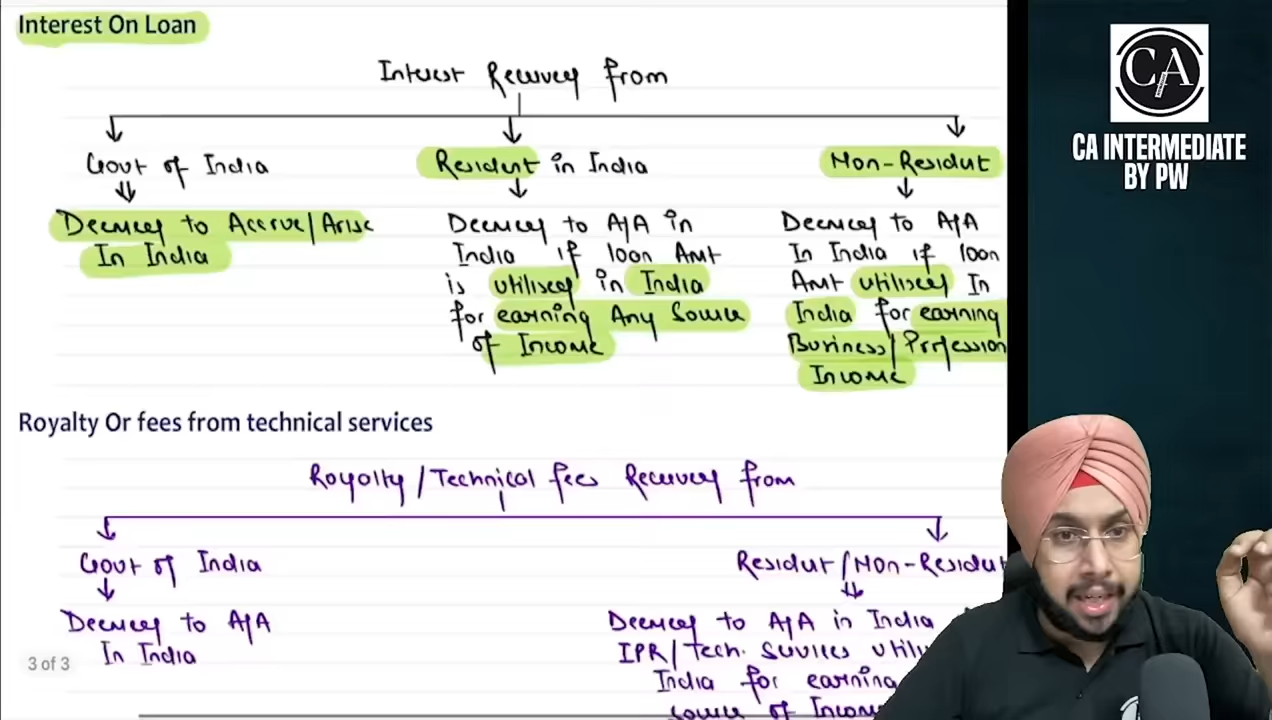 Interest On Loan
Interest Received from
Govt of India
Deemed to Accrue/Arise
In India
Resident in India
Deemed to A/A in
India if loan Amt
is utilised in India
for earning Any Source
of Income
Non-Resident
Deemed to A/A
In India if loan
Amt utilised In
India for earning
Business/Profession
Income
Royalty Or fees from technical services
Royalty/Technical fees Received from
Govt of India
Deemed to A/A
In India
Resident/Non-Resident
Deemed to A/A in India
IPR/Tech. Services
India for earning
source of Income
3 of 3
CA
CA INTERMEDIATE
BY PW